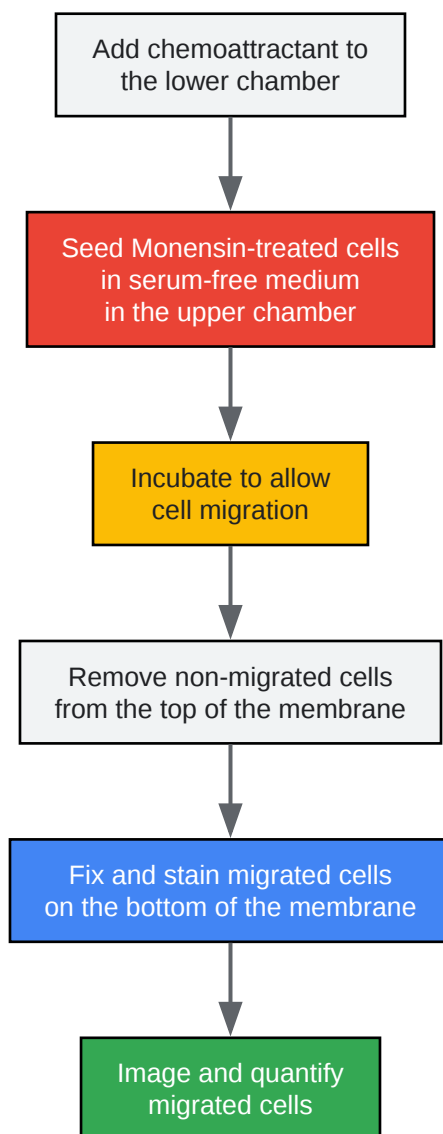 Add chemoattractant to
the lower chamber
Seed Monensin-treated cells
in serum-free medium
in the upper chamber
Incubate to allow
cell migration
Remove non-migrated cells
from the top of the membrane
Fix and stain migrated cells
on the bottom of the membrane
Image and quantify
migrated cells